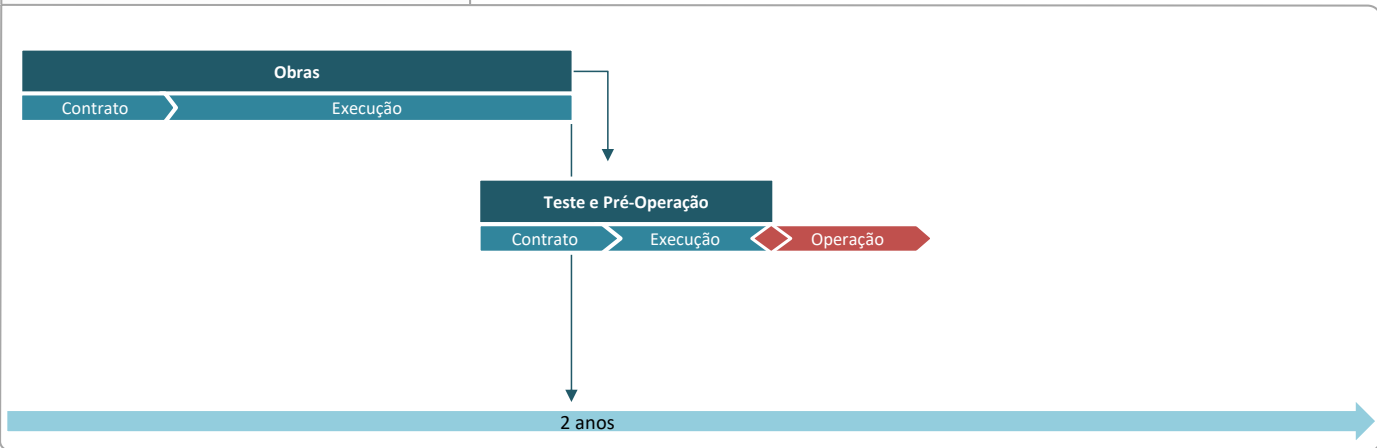 Obras
Contrato
Execução
Teste e Pré-Operação
Contrato
Execução
Operação
2 anos